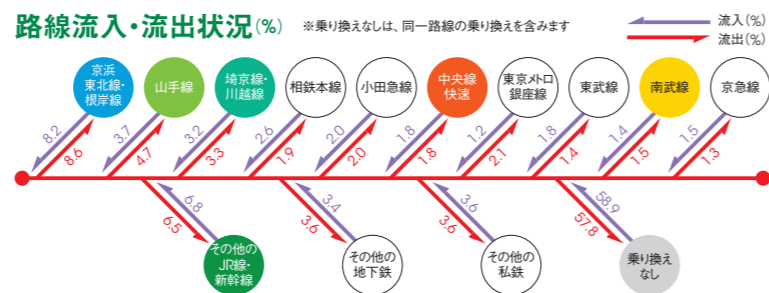 路線流入・流出状況(%) ※乗り換えなしは、同一路線の乗り換えを含みます
流入(%)
流出(%)
京浜
東北線・
根岸線
山手線
埼京線・
川越線
相鉄本線
小田急線
中央線
快速
東京メトロ
銀座線
東武線
南武線
京急線
8.2
8.6
3.7
4.7
3.2
3.3
2.6
1.9
2.0
2.0
1.8
1.8
1.2
2.1
1.8
1.4
1.4
1.5
1.5
1.3
6.8
6.5
3.4
3.6
3.6
3.6
58.9
57.8
その他の
JR線・
新幹線
その他の
地下鉄
その他の
私鉄
乗り換え
なし